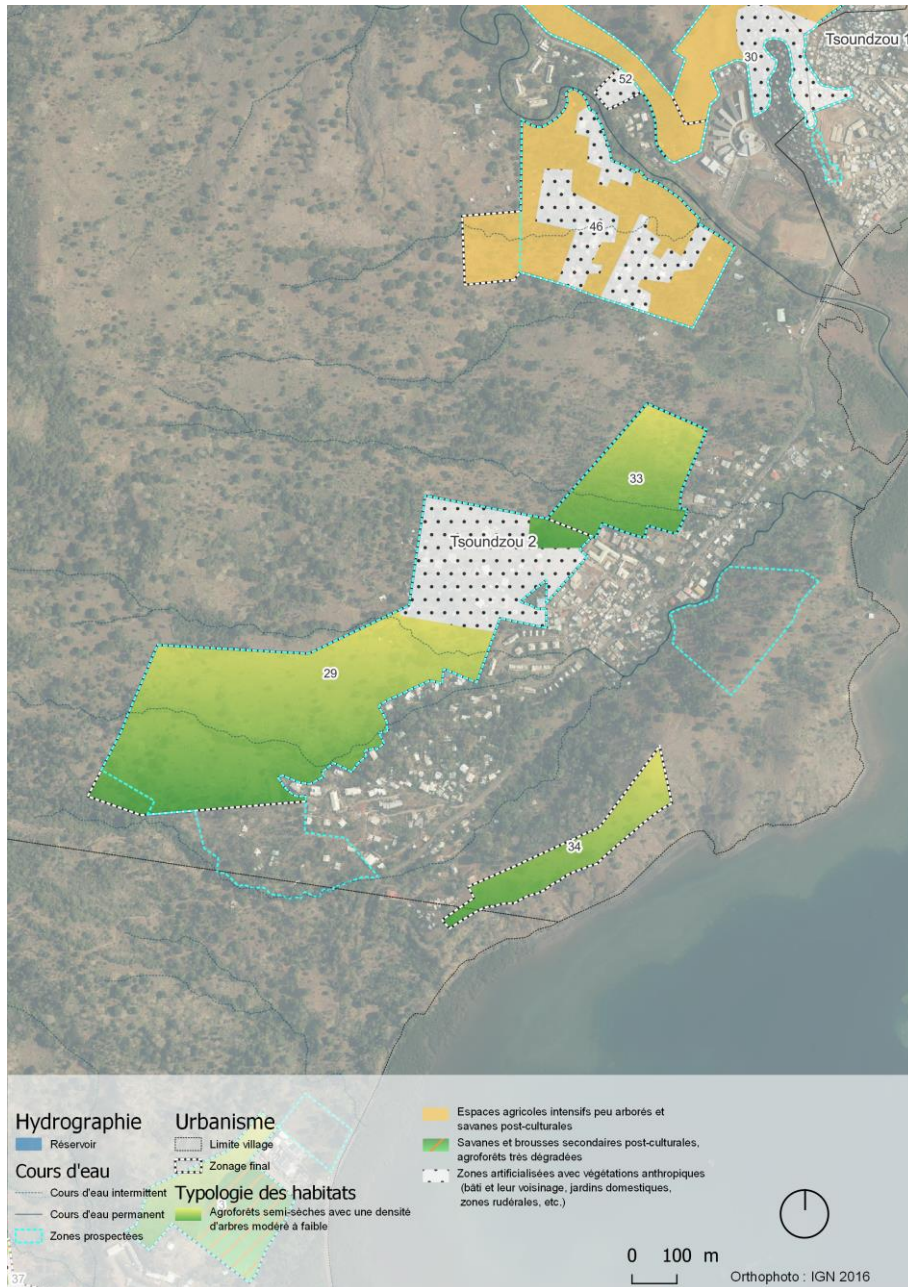 Tsoundzou 1
30
52
46
33
Tsoundzou 2
29
34
Hydrographie
Réservoir
Cours d'eau
Cours d'eau intermittent
Cours d'eau permanent
Zones prospectées
Urbanisme
Limite village
Zonage final
Typologie des habitats
Agroforêts semi-sèches avec une densité
d'arbres modéré à faible
Espaces agricoles intensifs peu arborés et
savanes post-culturales
Savanes et brousses secondaires post-culturales,
agroforêts très dégradées
Zones artificialisées avec végétations anthropiques
(bâti et leur voisinage, jardins domestiques,
zones rudérales, etc.)
37
0 100 m
Orthophoto : IGN 2016